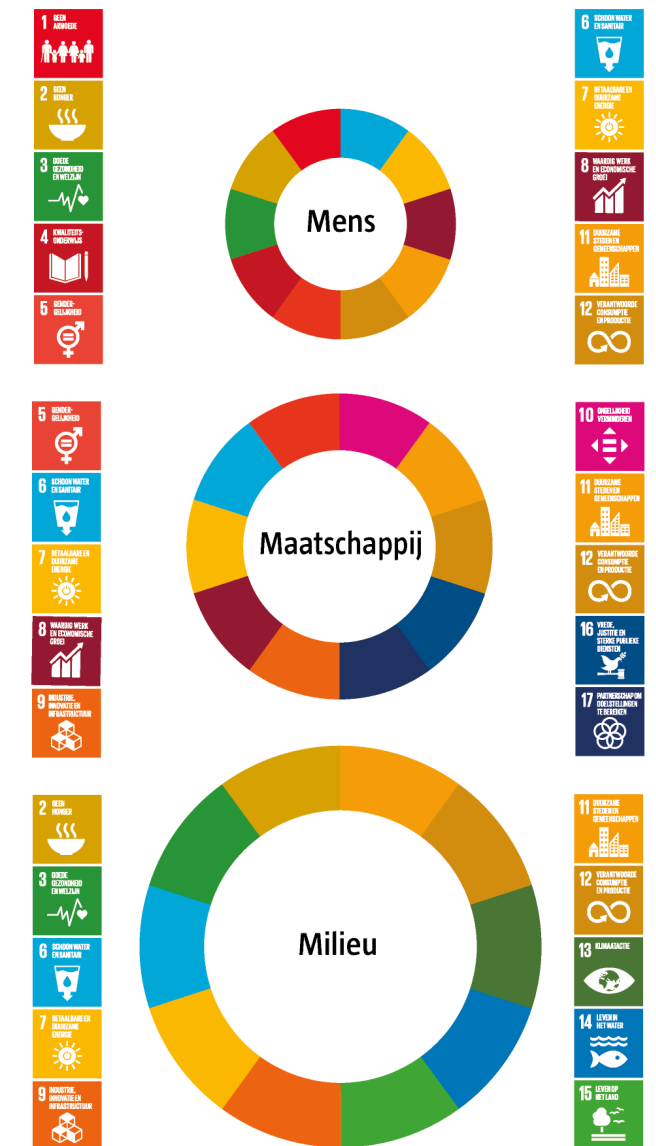 1 GEEN
ARMOEDE
2 GEEN
HONGER
3 GOEDE
GEZONDHEID
EN WELZIJN
4 KWALITEITS-
ONDERWIJS
5 GENDER-
GELIJKHEID
Mens
6 SCHOON WATER
EN SANITAIR
7 BETAALBARE EN
DUURZAME
ENERGIE
8 WAARDIG WERK
EN ECONOMISCHE
GROEI
11 DUURZAME
STEDEN EN
GEMEENSCHAPPEN
12 VERANTWOORDE
CONSUMPTIE
EN PRODUCTIE
5 GENDER-
GELIJKHEID
6 SCHOON WATER
EN SANITAIR
7 BETAALBARE EN
DUURZAME
ENERGIE
8 WAARDIG WERK
EN ECONOMISCHE
GROEI
9 INDUSTRIE,
INNOVATIE EN
INFRASTRUCTUUR
Maatschappij
10 ONGELIJKHEID
VERMINDEREN
11 DUURZAME
STEDEN EN
GEMEENSCHAPPEN
12 VERANTWOORDE
CONSUMPTIE
EN PRODUCTIE
16 VREDE,
JUSTITIE EN
STERKE PUBLIEKE
DIENSTEN
17 PARTNERSCHAP OM
DOELSTELLINGEN
TE BEREIKEN
2 GEEN
HONGER
3 GOEDE
GEZONDHEID
EN WELZIJN
6 SCHOON WATER
EN SANITAIR
7 BETAALBARE EN
DUURZAME
ENERGIE
9 INDUSTRIE,
INNOVATIE EN
INFRASTRUCTUUR
Milieu
11 DUURZAME
STEDEN EN
GEMEENSCHAPPEN
12 VERANTWOORDE
CONSUMPTIE
EN PRODUCTIE
13 KLIMAATACTIE
14 LEVEN IN
HET WATER
15 LEVEN OP
HET LAND